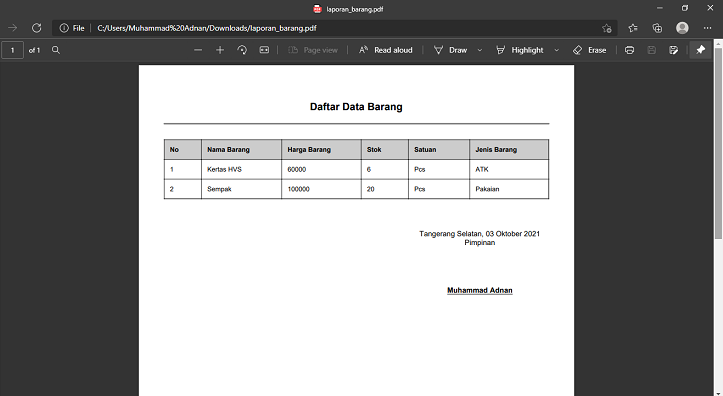 laporan_barang.pdf
File C:/Users/Muhammad%20Adnan/Downloads/laporan_barang.pdf
1 of 1 Page view Read aloud Draw Highlight Erase
Daftar Data Barang
No Nama Barang Harga Barang Stok Satuan Jenis Barang
1 Kertas HVS 60000 6 Pcs ATK
2 Sempak 100000 20 Pcs Pakaian
Tangerang Selatan, 03 Oktober 2021
Pimpinan
Muhammad Adnan